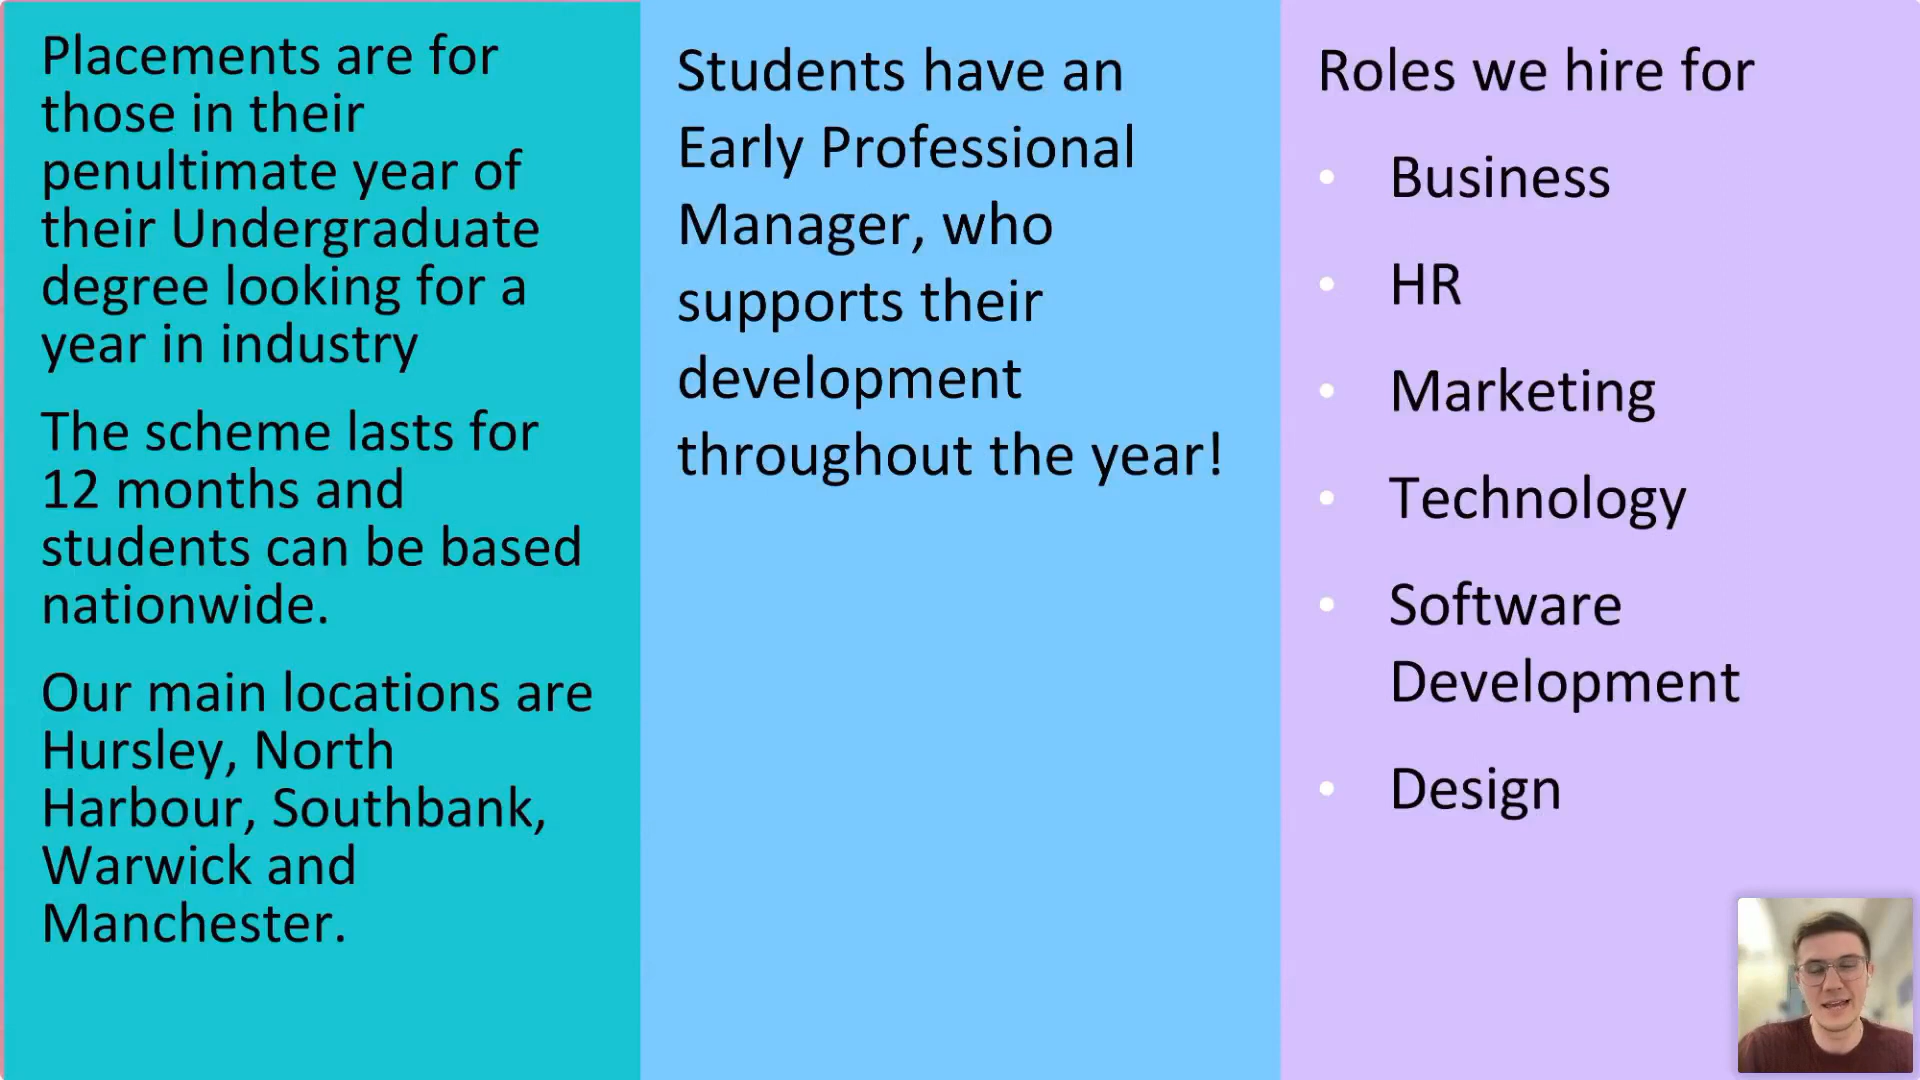 Placements are for
those in their
penultimate year of
their Undergraduate
degree looking for a
year in industry
The scheme lasts for
12 months and
students can be based
nationwide.
Our main locations are
Hursley, North
Harbour, Southbank,
Warwick and
Manchester.
Students have an
Early Professional
Manager, who
supports their
development
throughout the year!
Roles we hire for
• Business
• HR
• Marketing
• Technology
• Software
Development
• Design